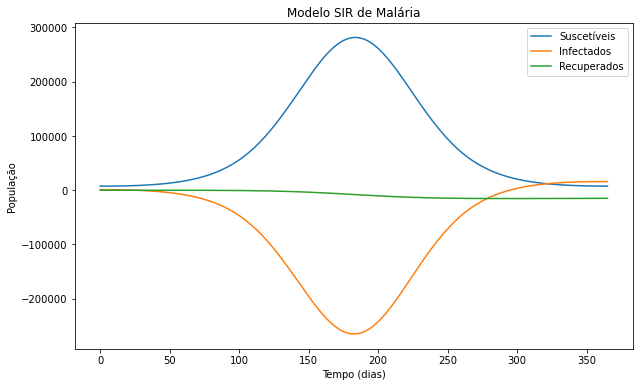 Modelo SIR de Malária
Suscetíveis
Infectados
Recuperados
300000
200000
100000
0
−100000
−200000
População
0 50 100 150 200 250 300 350
Tempo (dias)